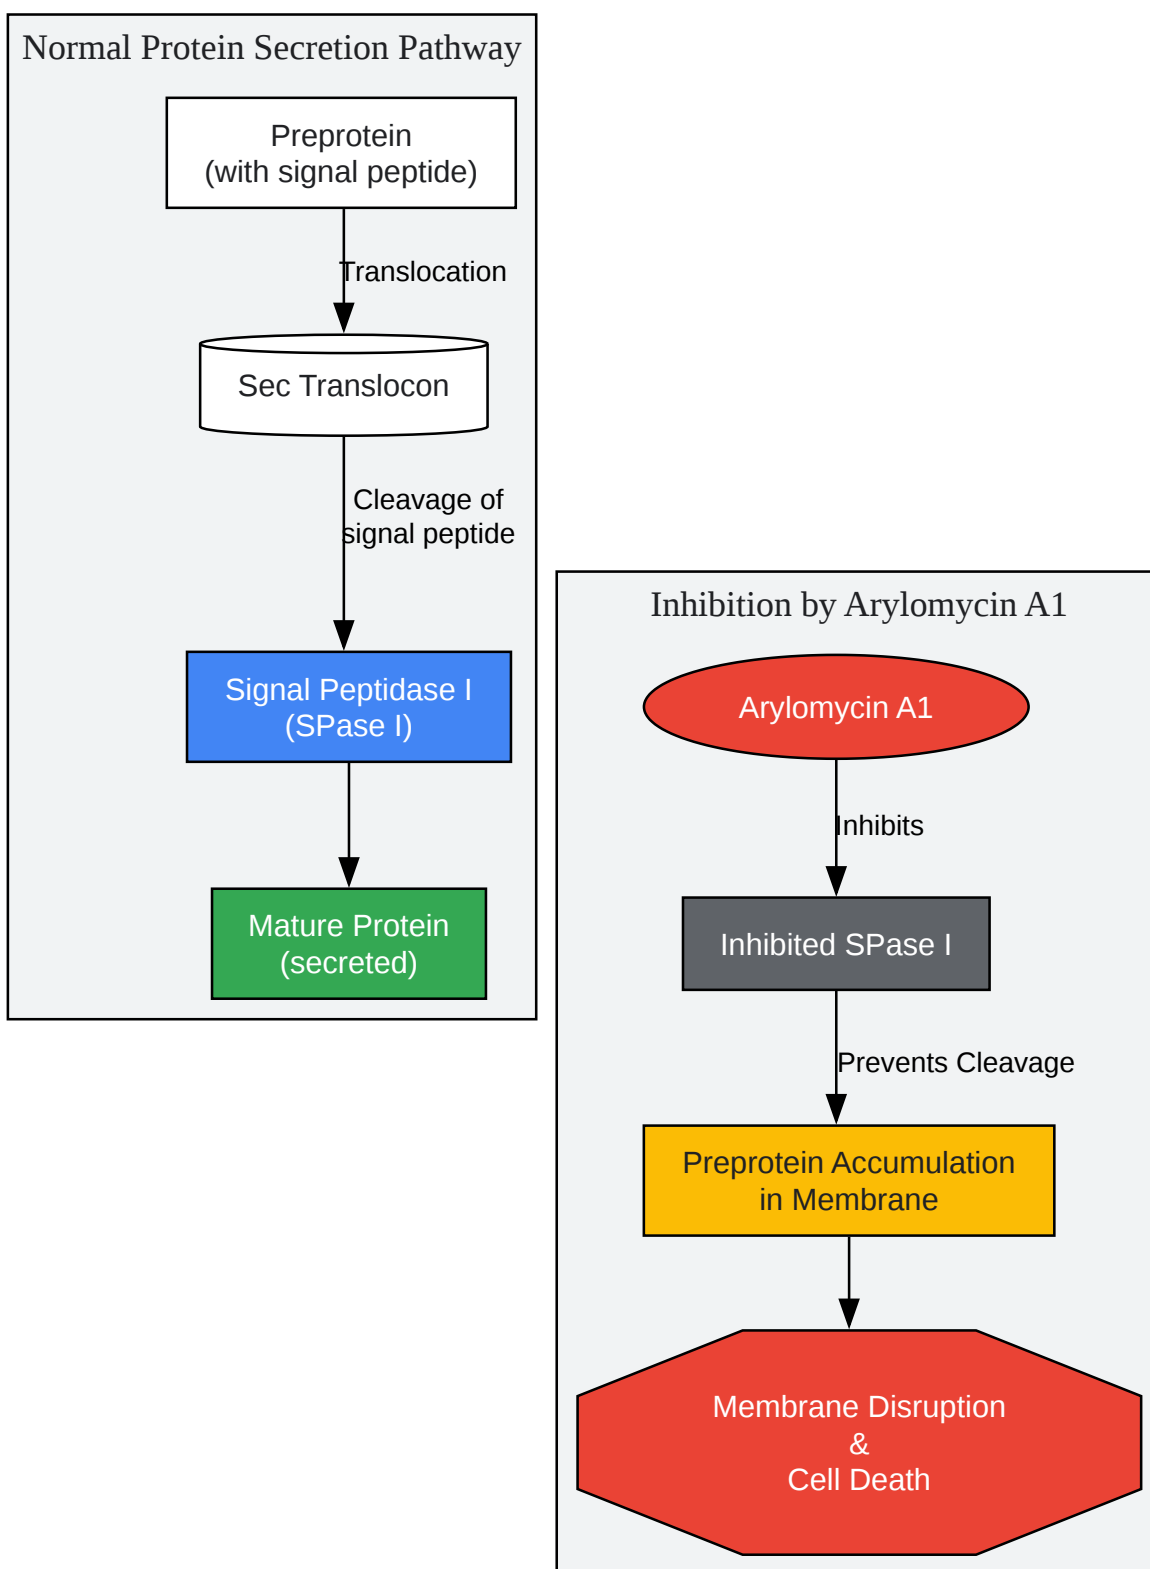 Normal Protein Secretion Pathway
Preprotein
(with signal peptide)
Translocation
Sec Translocon
Cleavage of
signal peptide
Signal Peptidase I
(SPase I)
Mature Protein
(secreted)
Inhibition by Arylomycin A1
Arylomycin A1
Inhibits
Inhibited SPase I
Prevents Cleavage
Preprotein Accumulation
in Membrane
Membrane Disruption
&
Cell Death